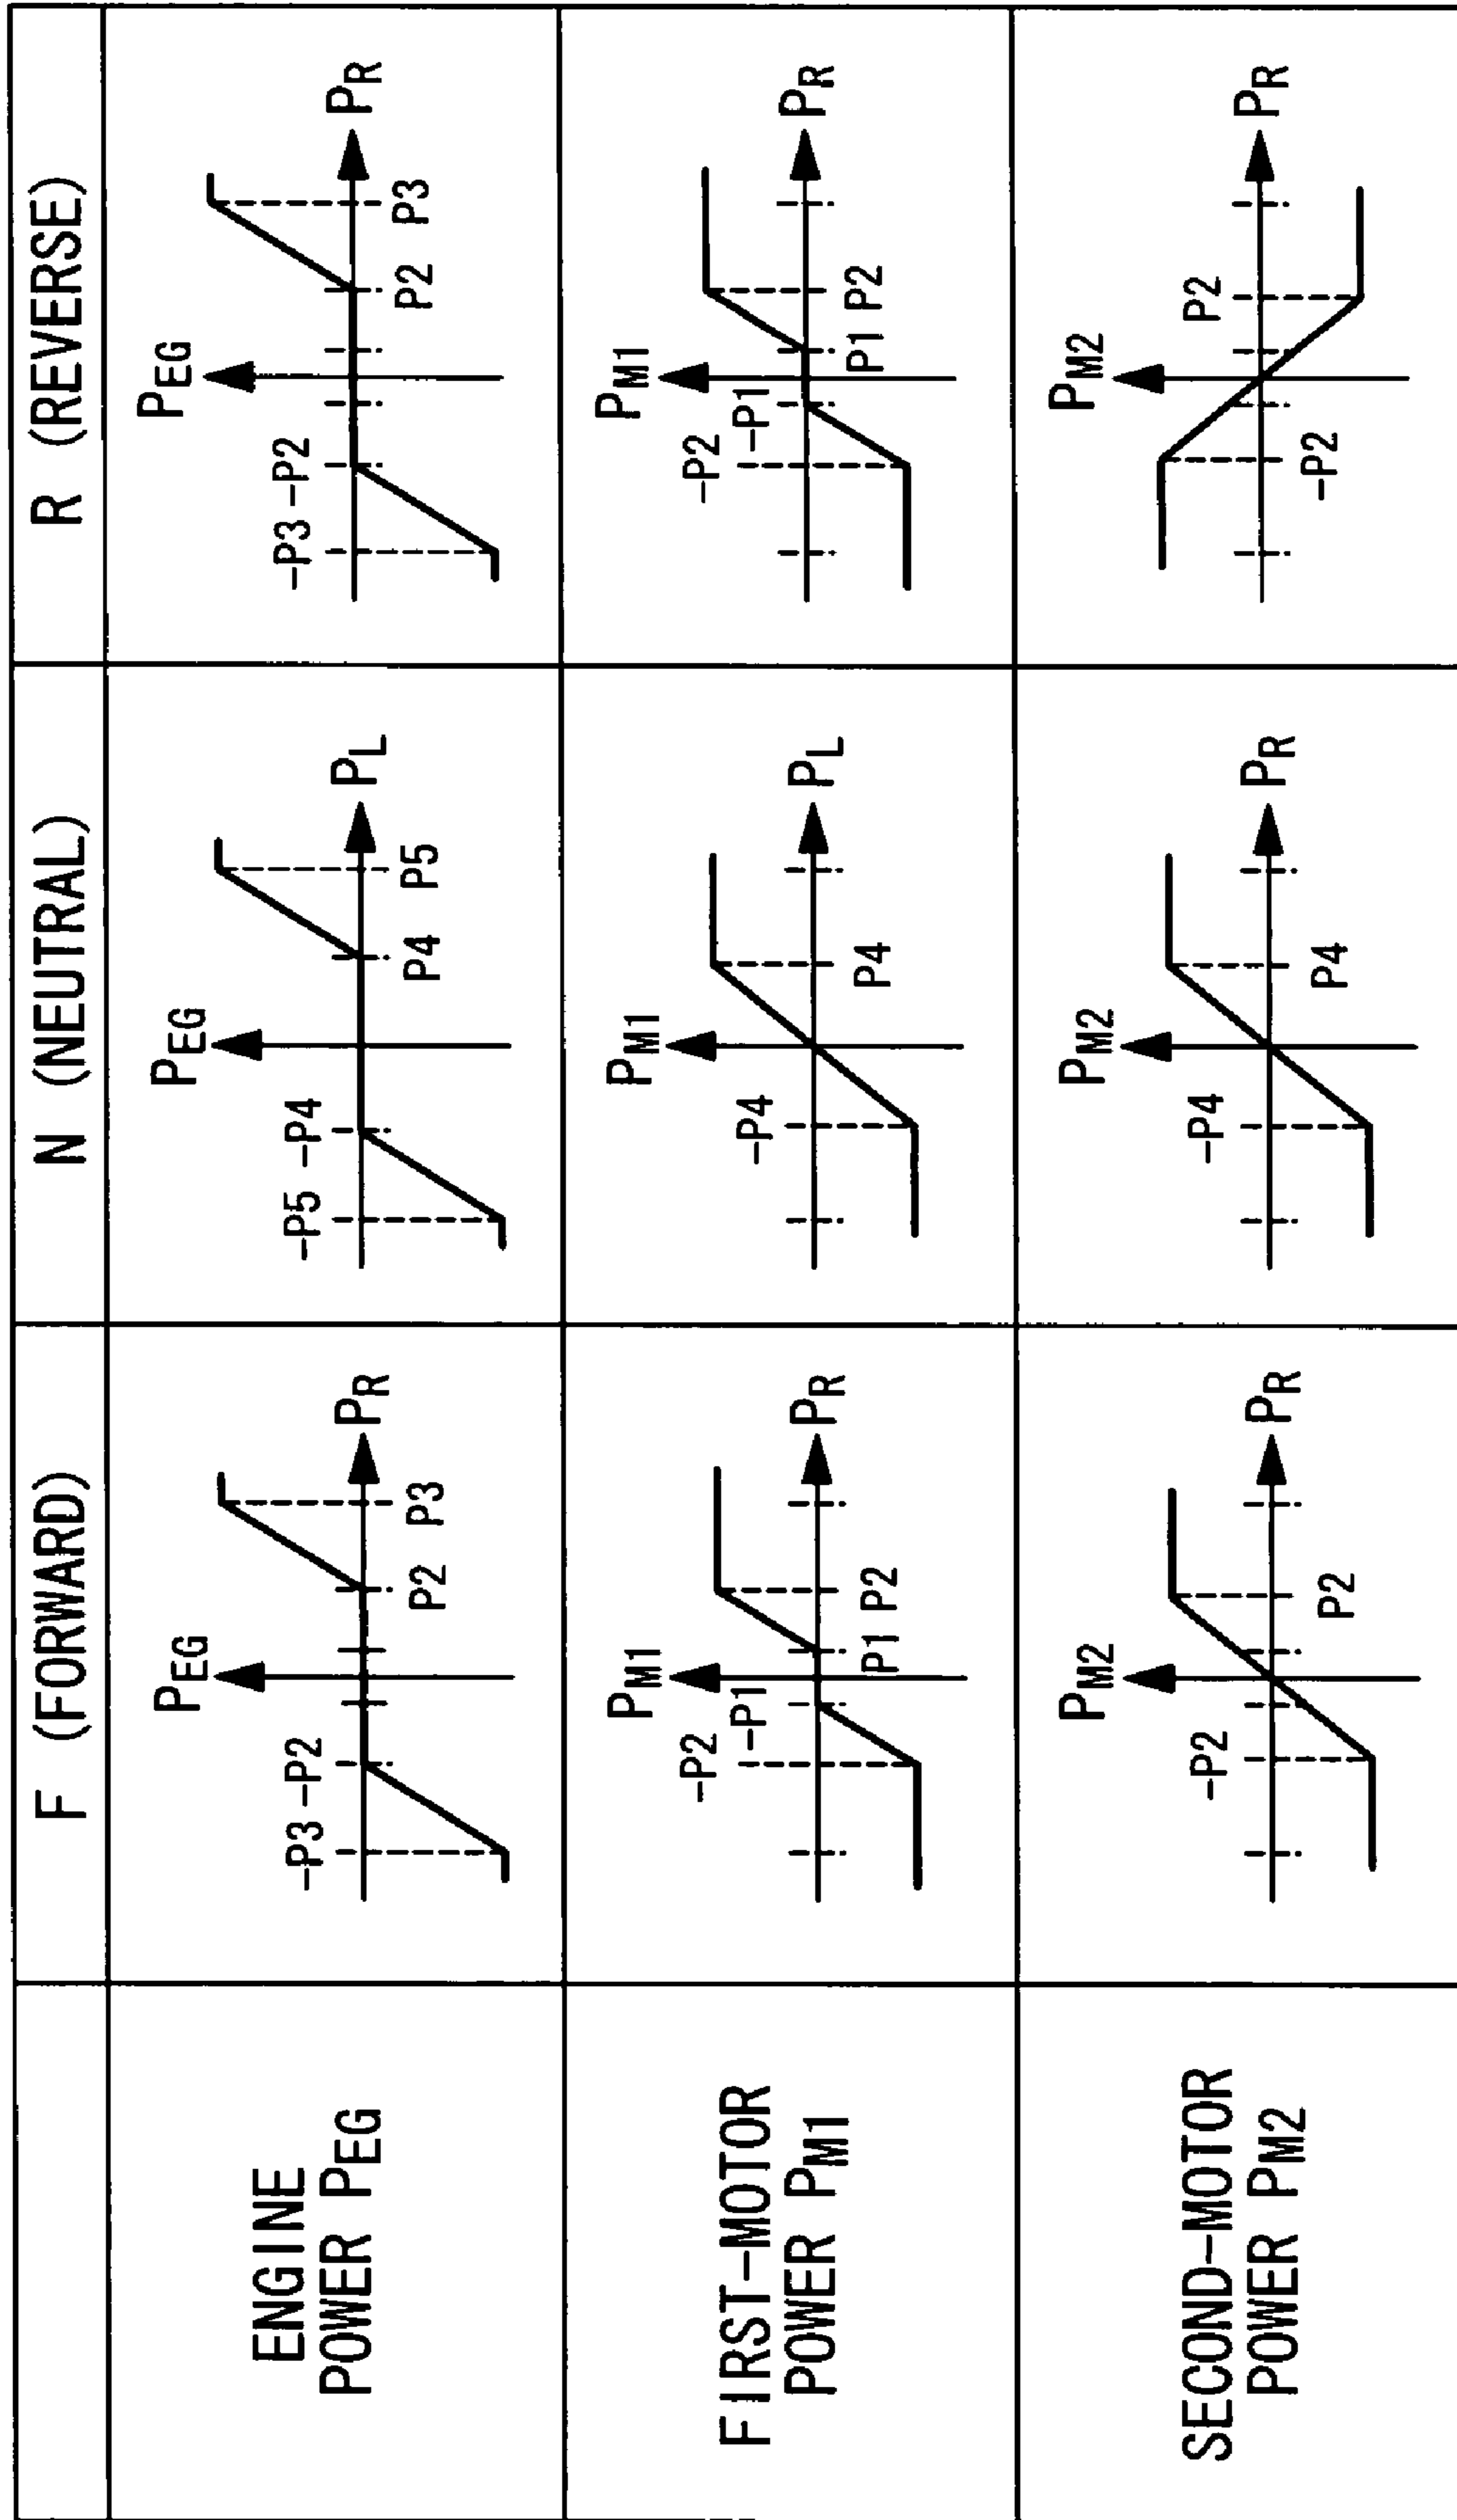 F (FORWARD)
N (NEUTRAL)
R (REVERSE)
ENGINE
POWER PEG
PEG
PR
-P3 -P2
P2 P3
PEG
PL
-P5 -P4
P4 P5
PEG
PR
-P3 -P2
P2 P3
FIRST-MOTOR
POWER PM1
PM1
PR
-P2
-P1
P1 P2
PM1
PL
-P4
P4
PM1
PR
-P2
-P1
P1 P2
SECOND-MOTOR
POWER PM2
PM2
PR
-P2
P2
PM2
PR
-P4
P4
PM2
PR
P2
-P2